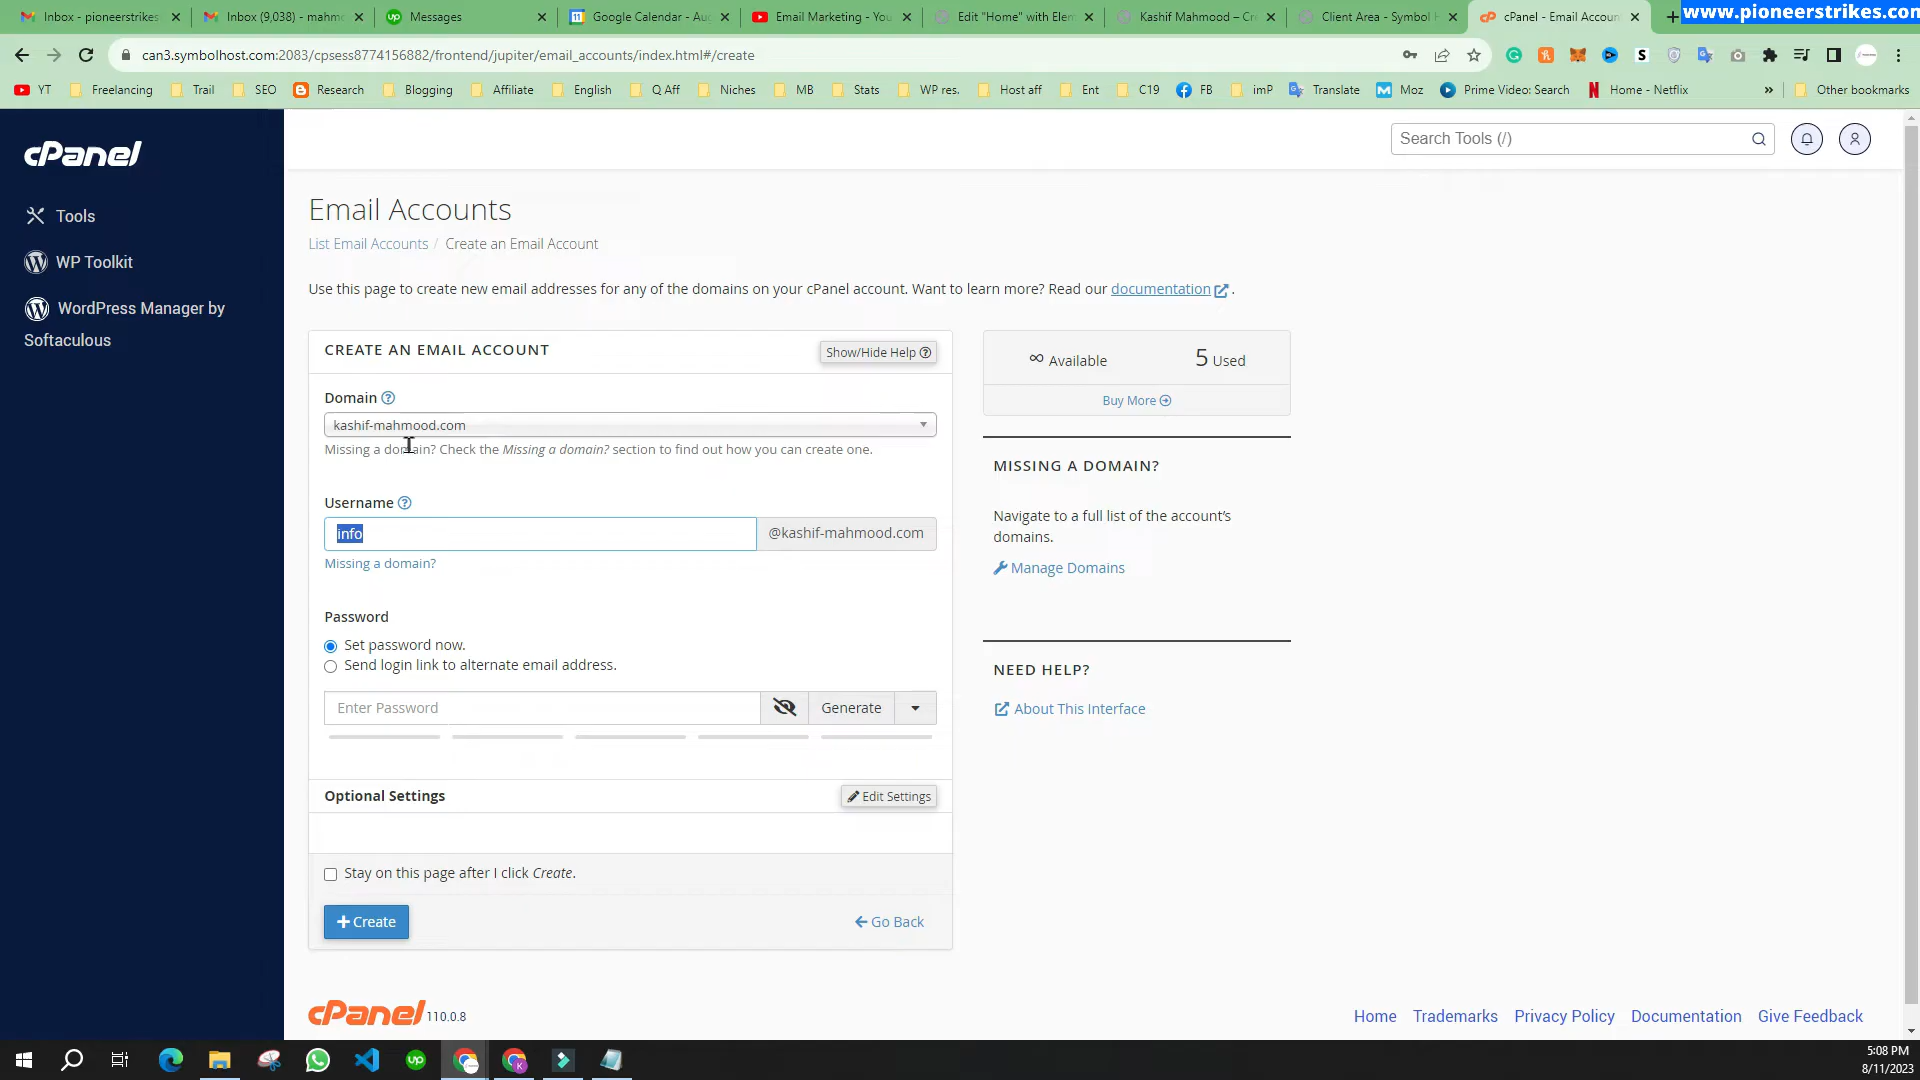 Inbox - pioneerstrikes
Inbox (9,038) - mahm
Messages
Google Calendar - Au
Email Marketing - You
Edit "Home" with Elem
Kashif Mahmood – Cr
Client Area - Symbol H
cPanel - Email Accoun
www.pioneerstrikes.com
can3.symbolhost.com:2083/cpsess8774156882/frontend/jupiter/email_accounts/index.html#/create
YT
Freelancing
Trail
SEO
Research
Blogging
Affiliate
English
Q Aff
Niches
MB
Stats
WP res.
Host aff
Ent
C19
FB
imP
Translate
Moz
Prime Video: Search
Home - Netflix
»
Other bookmarks
cPanel
Search Tools (/)
Tools
WP Toolkit
WordPress Manager by
Softaculous
Email Accounts
List Email Accounts / Create an Email Account
Use this page to create new email addresses for any of the domains on your cPanel account. Want to learn more? Read our documentation .
CREATE AN EMAIL ACCOUNT
Show/Hide Help
Domain
kashif-mahmood.com
Missing a domain? Check the Missing a domain? section to find out how you can create one.
Username
info
@kashif-mahmood.com
Missing a domain?
Password
Set password now.
Send login link to alternate email address.
Enter Password
Generate
Optional Settings
Edit Settings
Stay on this page after I click Create.
+ Create
Go Back
∞ Available
5 Used
Buy More
MISSING A DOMAIN?
Navigate to a full list of the account's
domains.
Manage Domains
NEED HELP?
About This Interface
cPanel 110.0.8
Home
Trademarks
Privacy Policy
Documentation
Give Feedback
5:08 PM
8/11/2023